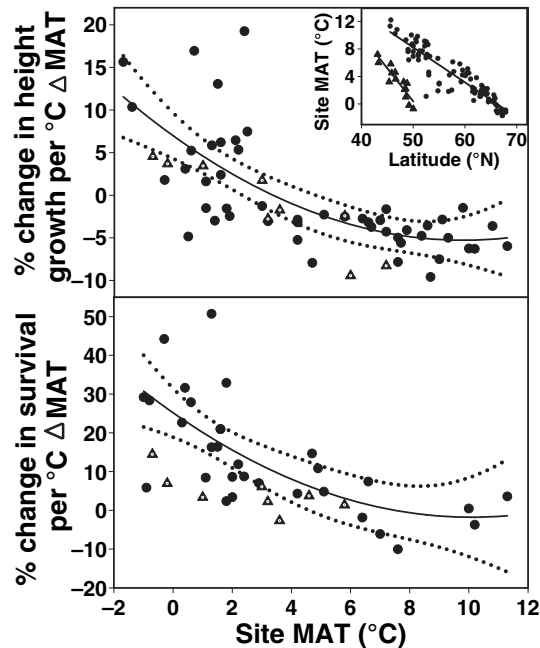 % change in height
growth per °C Δ MAT
20
15
10
5
0
−5
−10
Site MAT (°C)
12
8
4
0
40 50 60 70
Latitude (°N)
% change in survival
per °C Δ MAT
50
40
30
20
10
0
−10
−20
−2 0 2 4 6 8 10 12
Site MAT (°C)